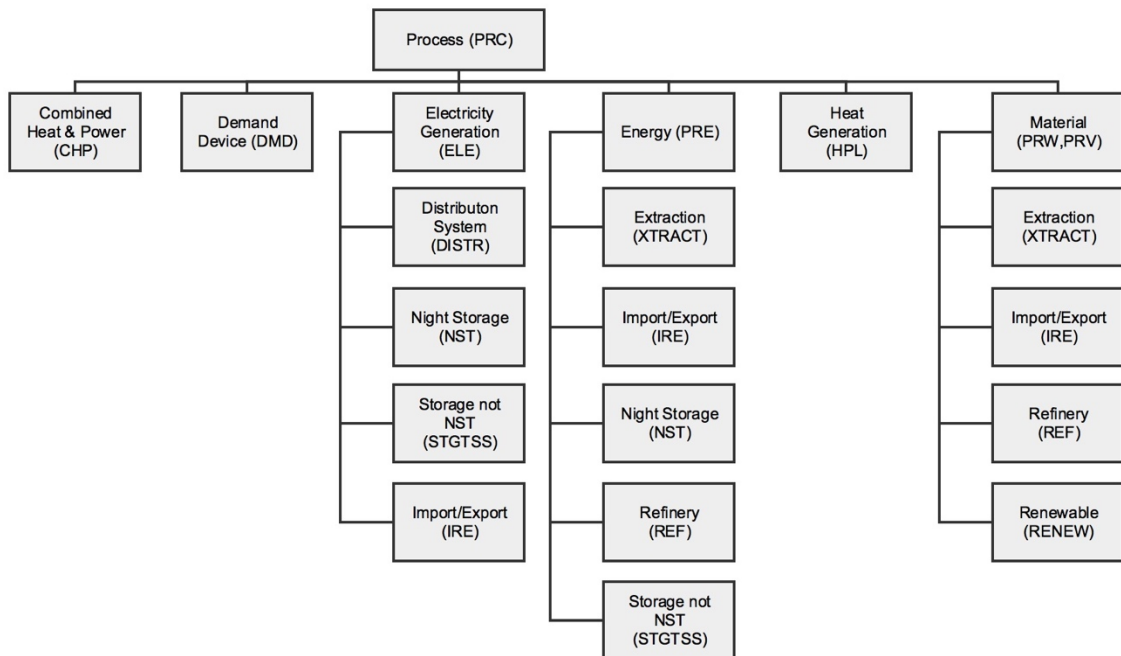 Process (PRC)
Combined
Heat & Power
(CHP)
Demand
Device (DMD)
Electricity
Generation
(ELE)
Energy (PRE)
Heat
Generation
(HPL)
Material
(PRW,PRV)
Distributon
System
(DISTR)
Extraction
(XTRACT)
Extraction
(XTRACT)
Night Storage
(NST)
Import/Export
(IRE)
Import/Export
(IRE)
Storage not
NST
(STGTSS)
Night Storage
(NST)
Refinery
(REF)
Import/Export
(IRE)
Refinery
(REF)
Renewable
(RENEW)
Storage not
NST
(STGTSS)